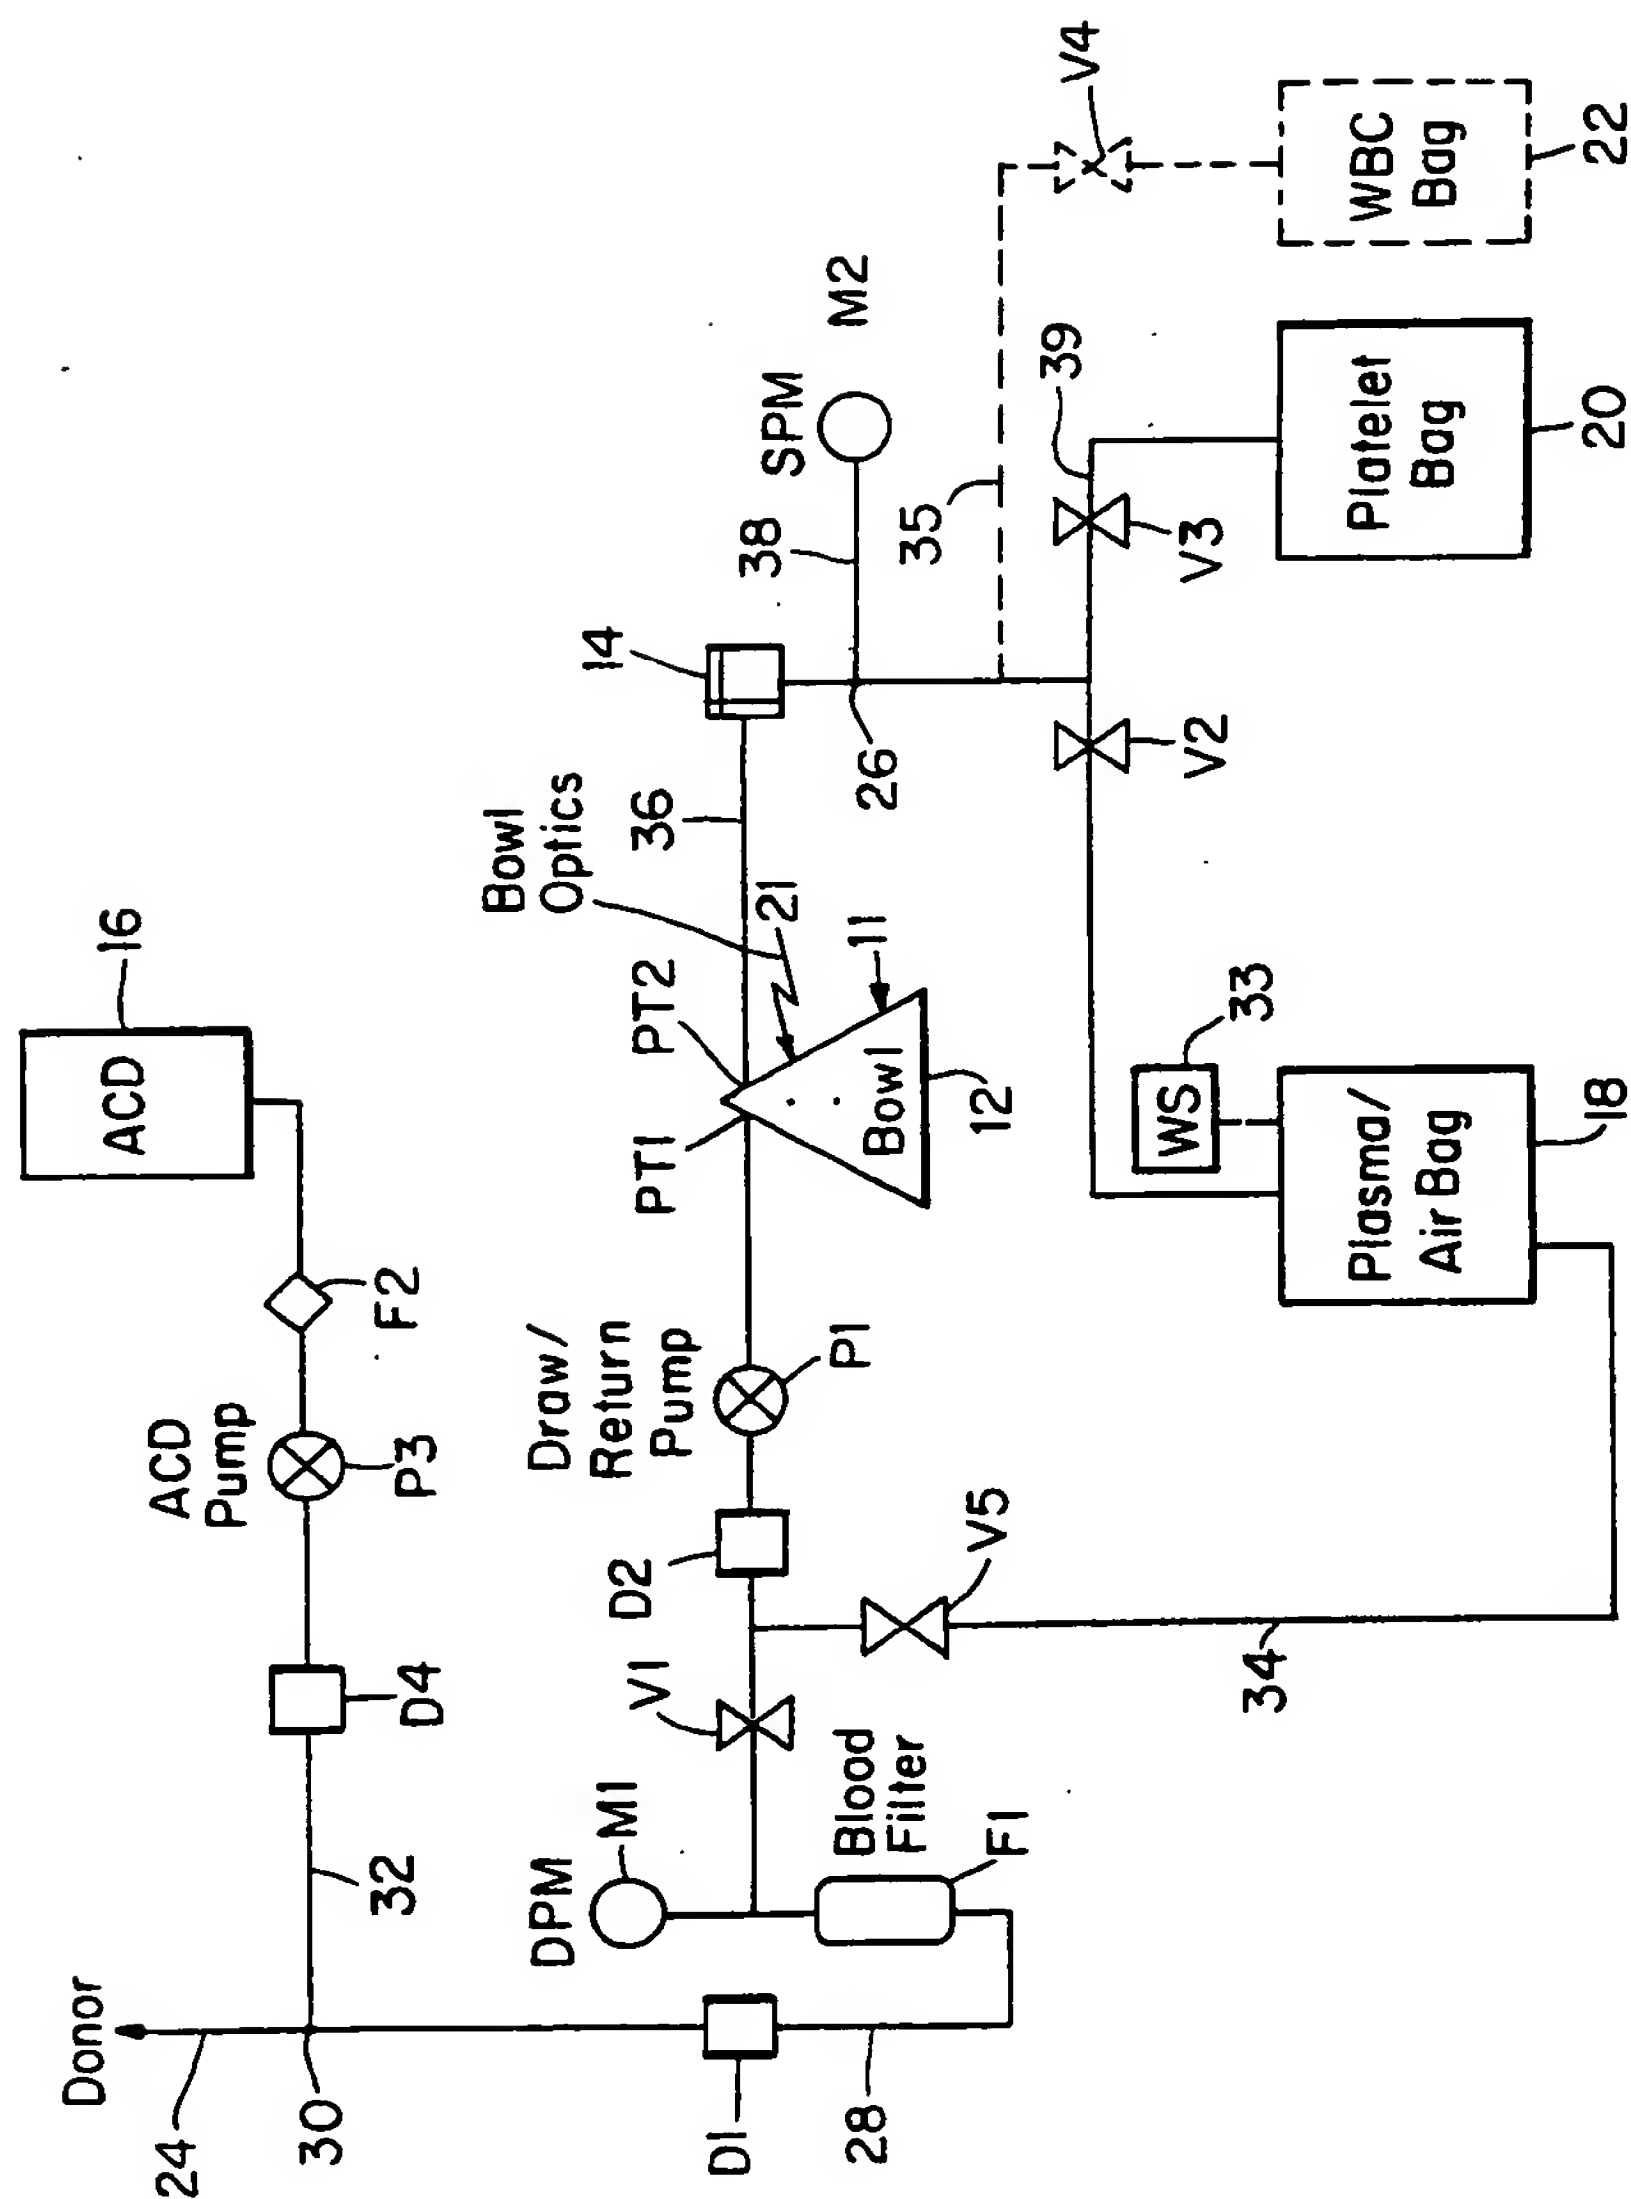 Donor
24
30
32
D4
ACD
Pump
P3
F2
ACD
16
D1
28
DPM
M1
Blood
Filter
F1
V1
V5
D2
Draw/
Return
Pump
P1
PT1
PT2
Bowl
Optics
21
11
Bowl
12
36
14
26
38
SPM
M2
35
39
V4
V3
V2
34
WS
33
Plasma/
Air Bag
18
Platelet
Bag
20
WBC
Bag
22